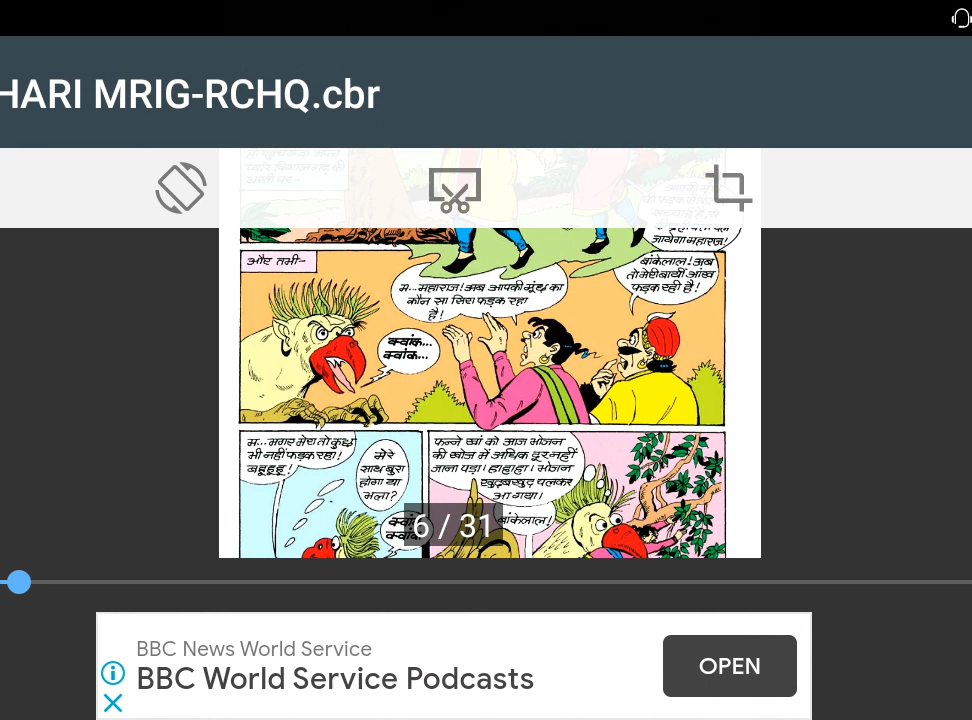 HARI MRIG-RCHQ.cbr
जायेगा महाराज!
और तभी-
म...महाराज! अब आपकी मूंछ का
कौन सा सिरा फड़क रहा
है!
बांकेलाल! अब
तो मेरी बायीं आंख
फड़क रही है!
क्वांक...
क्वांक...
म...मगर मेरा तो कुछ
भी नहीं फड़क रहा!
बहूहूहू!
मेरे
साथ बुरा
होगा या
भला?
फन्ने खां को आज भोजन
की खोज में अधिक दूर नहीं
जाना पड़ा। हाहाहा। भोजन
खुदबखुद चलकर
आ गया।
बांकेलाल!
6 / 31
BBC News World Service
BBC World Service Podcasts
OPEN